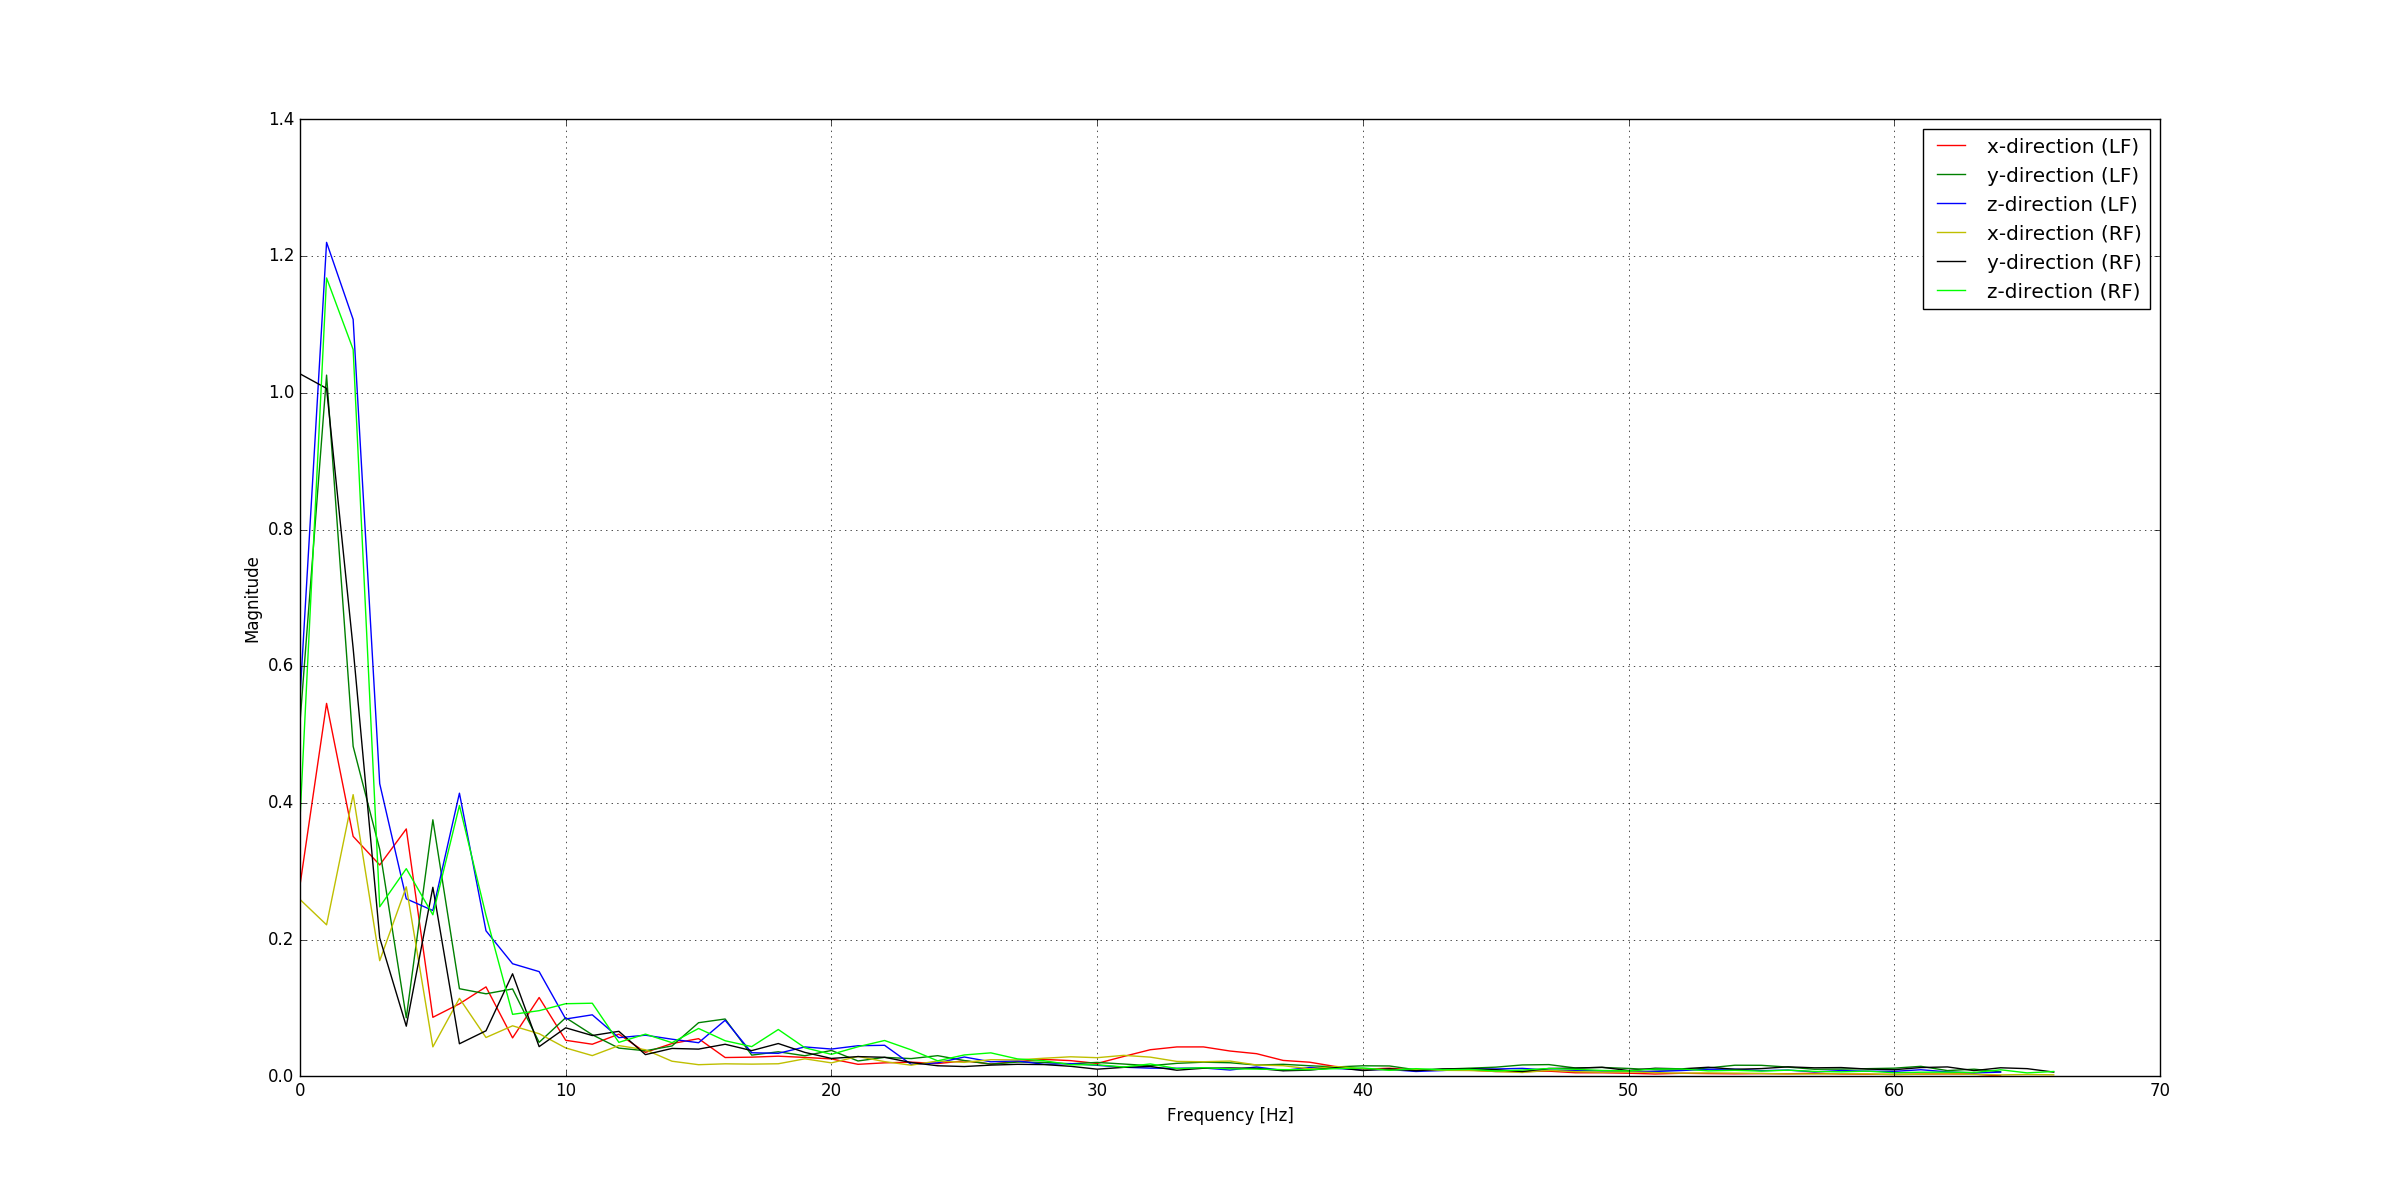 1.4
1.2
1.0
0.8
0.6
0.4
0.2
0.0
Magnitude
0 10 20 30 40 50 60 70
Frequency [Hz]
x-direction (LF)
y-direction (LF)
z-direction (LF)
x-direction (RF)
y-direction (RF)
z-direction (RF)